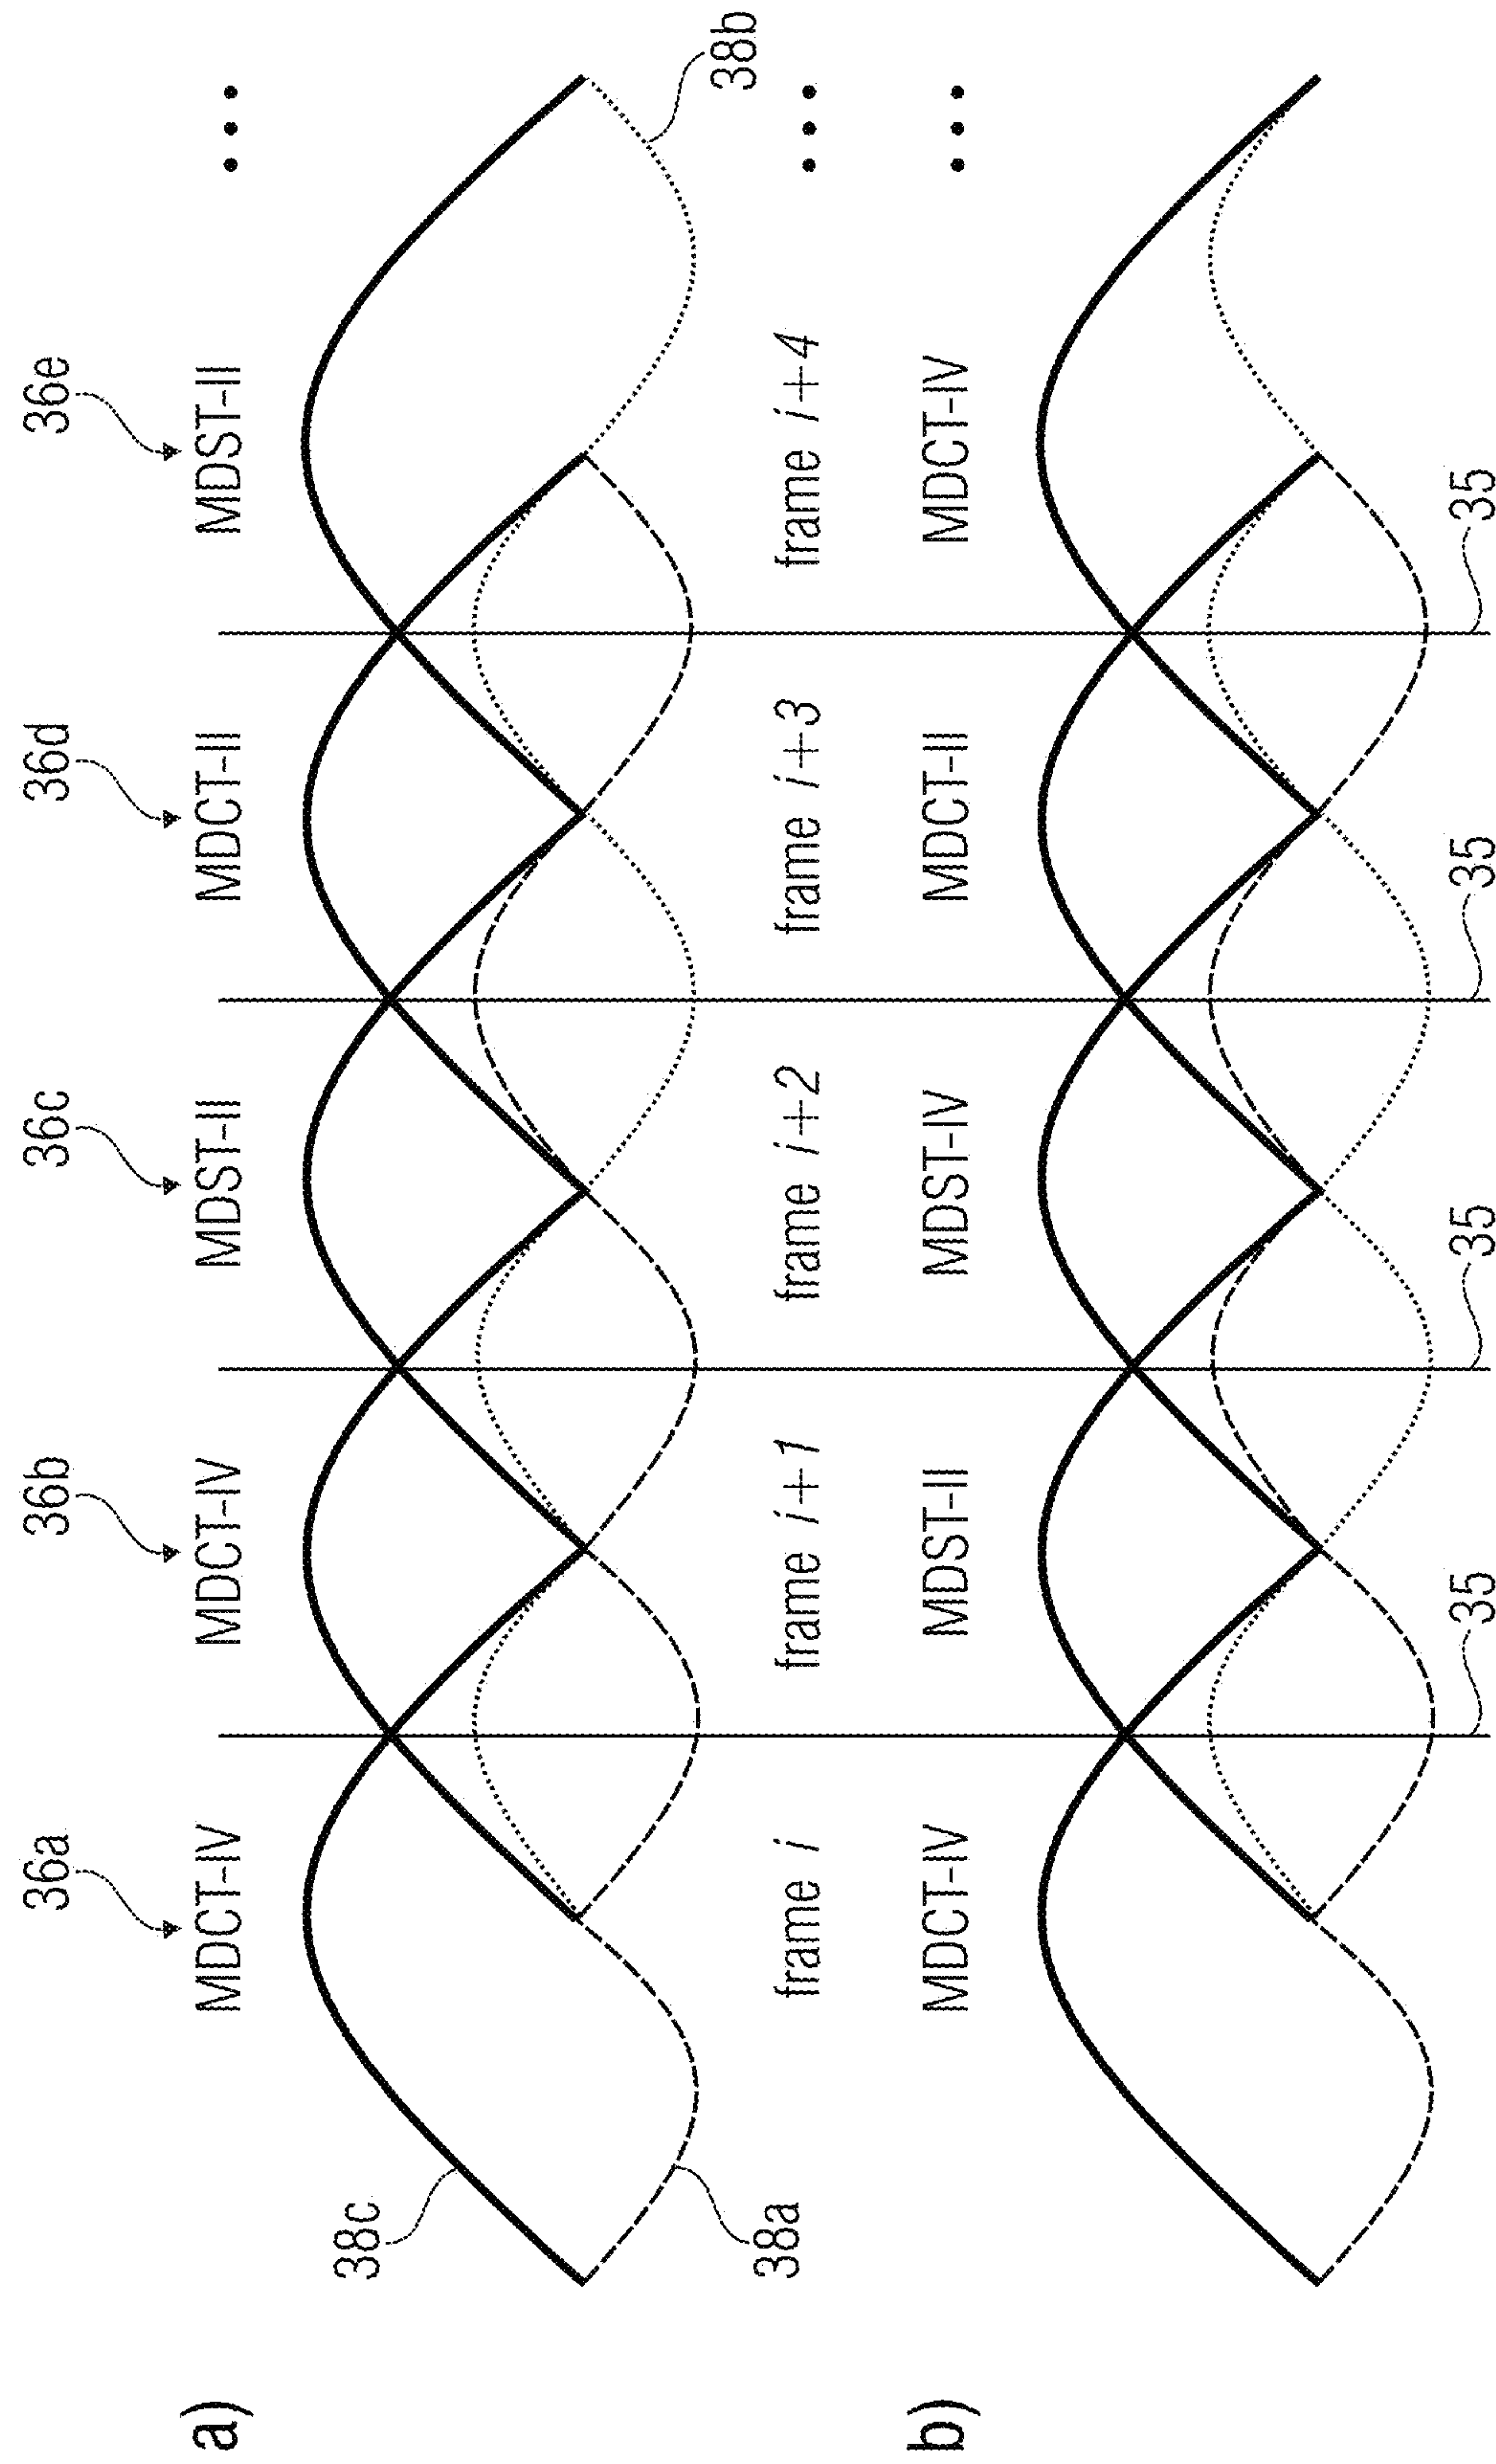 36a 36b 36c 36d 36e
a) MDCT-IV MDCT-IV MDST-II MDCT-II MDST-II ...
38c
38a 38b
frame i frame i+1 frame i+2 frame i+3 frame i+4 ...
b) MDCT-IV MDST-II MDST-IV MDCT-II MDCT-IV ...
35 35 35 35